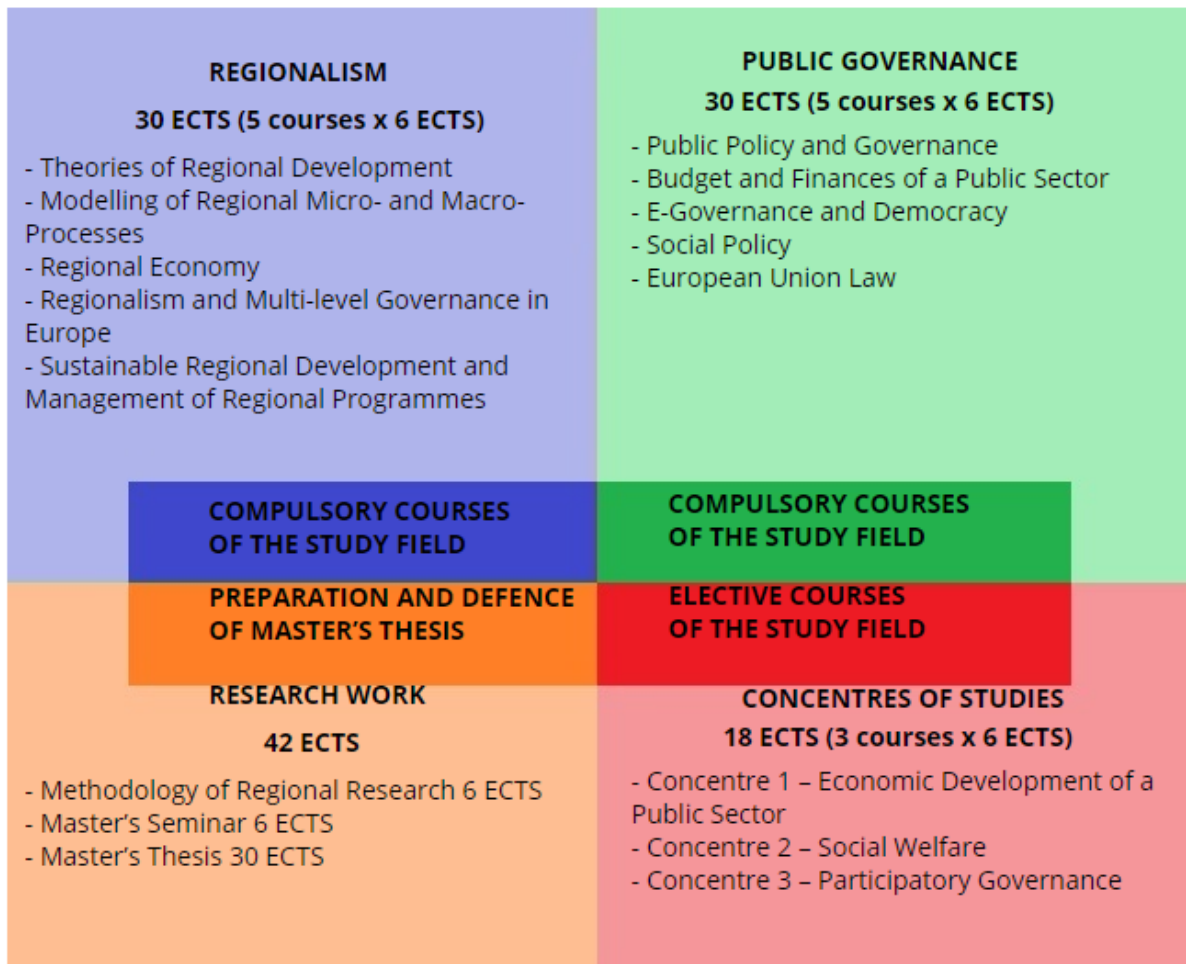 REGIONALISM
30 ECTS (5 courses x 6 ECTS)
- Theories of Regional Development
- Modelling of Regional Micro- and Macro-
Processes
- Regional Economy
- Regionalism and Multi-level Governance in
Europe
- Sustainable Regional Development and
Management of Regional Programmes
COMPULSORY COURSES
OF THE STUDY FIELD
PUBLIC GOVERNANCE
30 ECTS (5 courses x 6 ECTS)
- Public Policy and Governance
- Budget and Finances of a Public Sector
- E-Governance and Democracy
- Social Policy
- European Union Law
COMPULSORY COURSES
OF THE STUDY FIELD
PREPARATION AND DEFENCE
OF MASTER’S THESIS
RESEARCH WORK
42 ECTS
- Methodology of Regional Research 6 ECTS
- Master’s Seminar 6 ECTS
- Master’s Thesis 30 ECTS
ELECTIVE COURSES
OF THE STUDY FIELD
CONCENTRES OF STUDIES
18 ECTS (3 courses x 6 ECTS)
- Concentre 1 – Economic Development of a
Public Sector
- Concentre 2 – Social Welfare
- Concentre 3 – Participatory Governance